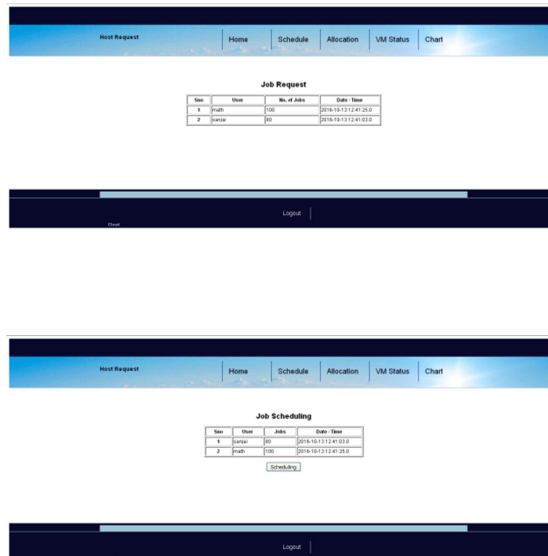 Host Request Home Schedule Allocation VM Status Chart
Job Request
Sno User No. of Jobs Date / Time
1 math 100 2016-10-13 12:41:25.0
2 sanjai 80 2016-10-13 12:41:03.0
Logout
Host Request Home Schedule Allocation VM Status Chart
Job Scheduling
Sno User Jobs Date / Time
1 sanjai 80 2016-10-13 12:41:03.0
2 math 100 2016-10-13 12:41:25.0
Scheduling
Logout